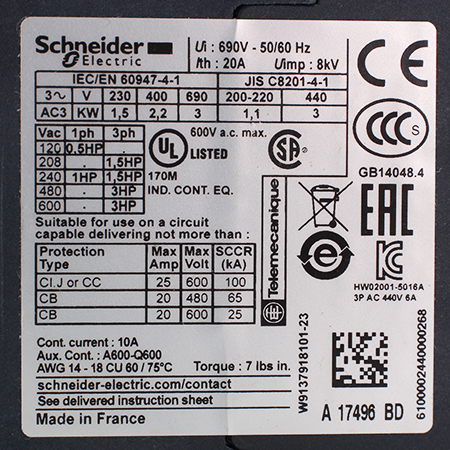 Schneider Electric
Ui : 690V - 50/60 Hz
Ith : 20A Uimp : 8kV
IEC/EN 60947-4-1 JIS C8201-4-1
3~ V 230 400 690 200-220 440
AC3 KW 1,5 2,2 3 1,1 3
Vac 1ph 3ph
120 0.5HP
208 . 1,5HP
240 1HP 1,5HP
480 . 3HP
600 . 3HP
600V a.c. max.
UL LISTED
170M
IND. CONT. EQ.
SA
CCC
GB14048.4
Telemecanique
EAC
e
HW02001-5016A
3P AC 440V 6A
Suitable for use on a circuit
capable delivering not more than :
Protection Type Max Amp Max Volt SCCR (kA)
Cl.J or CC 25 600 100
CB 20 480 65
CB 20 600 25
Cont. current : 10A
Aux. Cont. : A600-Q600
AWG 14 - 18 CU 60 / 75°C Torque : 7 lbs in.
schneider-electric.com/contact
See delivered instruction sheet
Made in France
W9137918101-23
A 17496 BD
6100002440000268